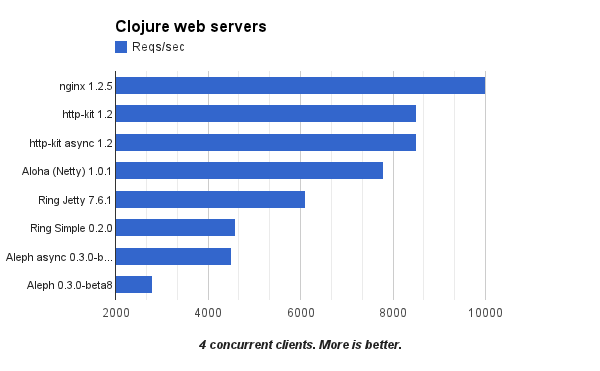 Clojure web servers
Reqs/sec
nginx 1.2.5
http-kit 1.2
http-kit async 1.2
Aloha (Netty) 1.0.1
Ring Jetty 7.6.1
Ring Simple 0.2.0
Aleph async 0.3.0-b...
Aleph 0.3.0-beta8
2000 4000 6000 8000 10000
4 concurrent clients. More is better.